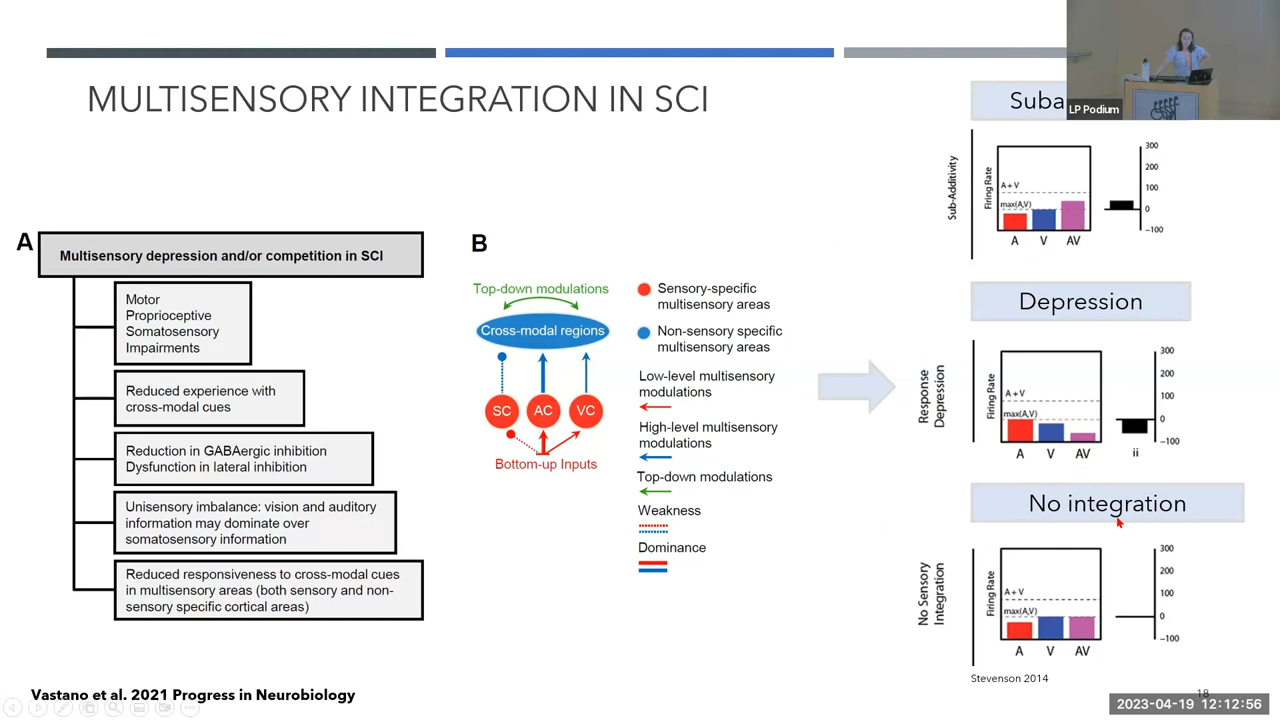 MULTISENSORY INTEGRATION IN SCI
LP Podium
A
Multisensory depression and/or competition in SCI
Motor
Proprioceptive
Somatosensory
Impairments
Reduced experience with
cross-modal cues
Reduction in GABAergic inhibition
Dysfunction in lateral inhibition
Unisensory imbalance: vision and auditory
information may dominate over
somatosensory information
Reduced responsiveness to cross-modal cues
in multisensory areas (both sensory and non-
sensory specific cortical areas)
B
Top-down modulations
Cross-modal regions
SC AC VC
Bottom-up Inputs
Sensory-specific
multisensory areas
Non-sensory specific
multisensory areas
Low-level multisensory
modulations
High-level multisensory
modulations
Top-down modulations
Weakness
Dominance
Suba
Sub-Additivity
Firing Rate
A + V
max(A,V)
A V AV
300
200
100
0
-100
Depression
Response
Depression
Firing Rate
A + V
max(A,V)
A V AV
300
200
100
0
-100
ii
No integration
No Sensory
Integration
Firing Rate
A + V
max(A,V)
A V AV
300
200
100
0
-100
Stevenson 2014
Vastano et al. 2021 Progress in Neurobiology
18
2023-04-19 12:12:56